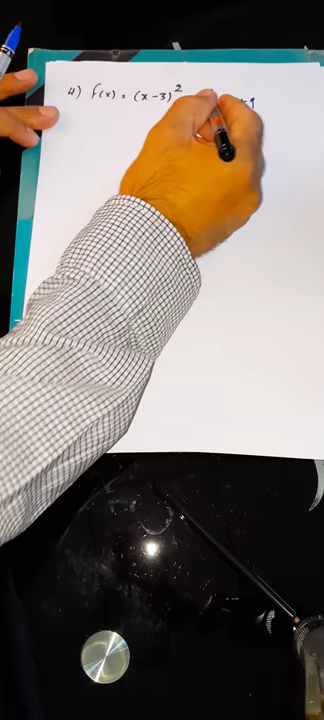 4) f(x) = (x-3)²